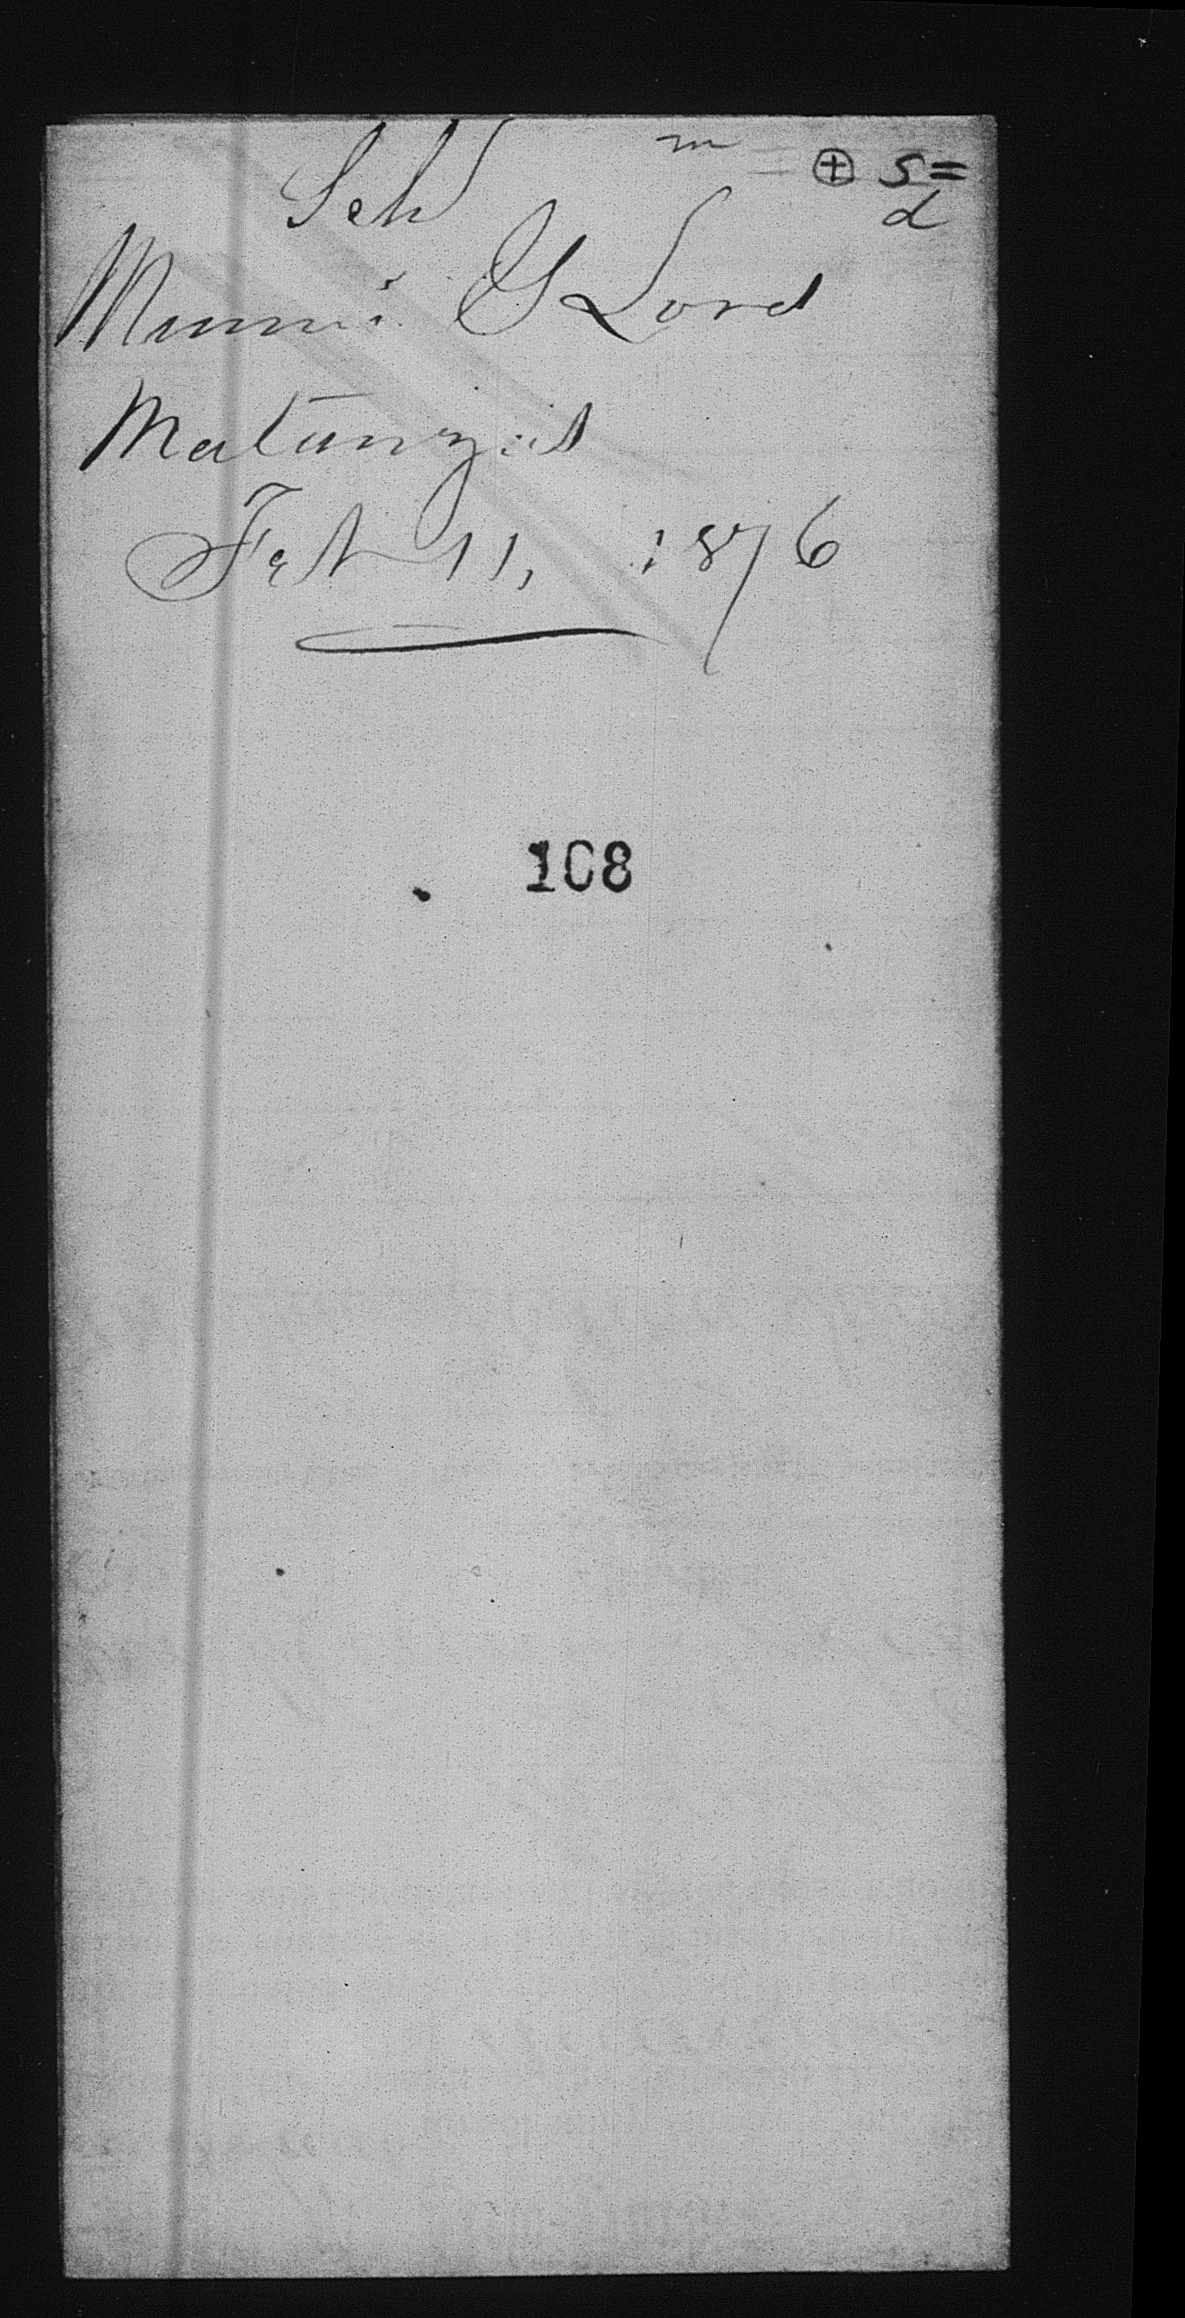 m ⊕ S=
d
Sch
Minnie G Lord
Matanzas
Feb 11, 1876
108